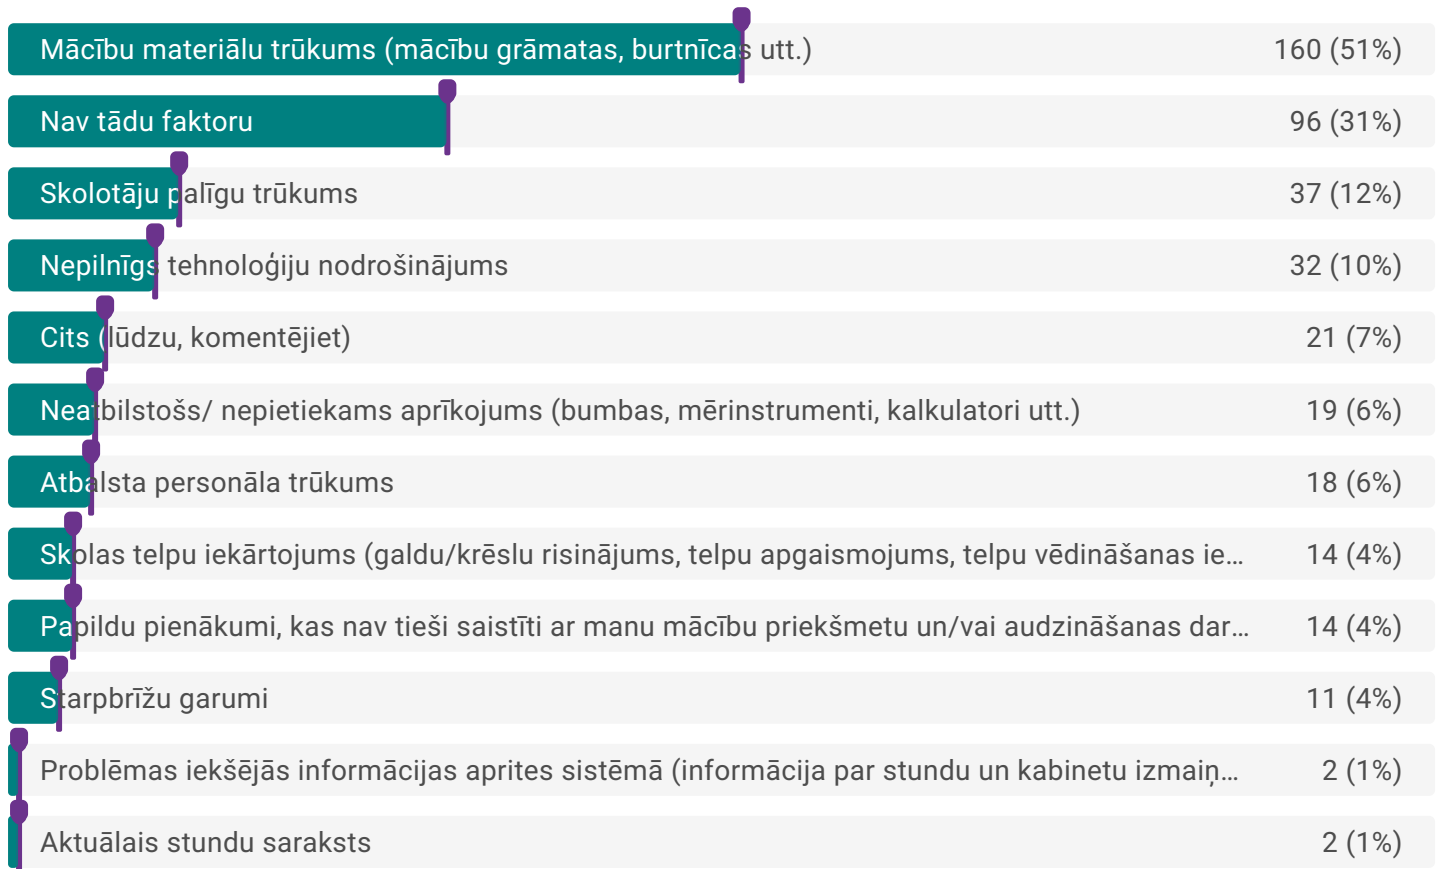 Mācību materiālu trūkums (mācību grāmatas, burtnīcas utt.) 160 (51%)
Nav tādu faktoru 96 (31%)
Skolotāju palīgu trūkums 37 (12%)
Nepilnīgs tehnoloģiju nodrošinājums 32 (10%)
Cits (lūdzu, komentējiet) 21 (7%)
Neatbilstošs/ nepietiekams aprīkojums (bumbas, mērinstrumenti, kalkulatori utt.) 19 (6%)
Atbalsta personāla trūkums 18 (6%)
Skolas telpu iekārtojums (galdu/krēslu risinājums, telpu apgaismojums, telpu vēdināšanas ie... 14 (4%)
Papildu pienākumi, kas nav tieši saistīti ar manu mācību priekšmetu un/vai audzināšanas dar... 14 (4%)
Starpbrīžu garumi 11 (4%)
Problēmas iekšējās informācijas aprites sistēmā (informācija par stundu un kabinetu izmaiņ... 2 (1%)
Aktuālais stundu saraksts 2 (1%)